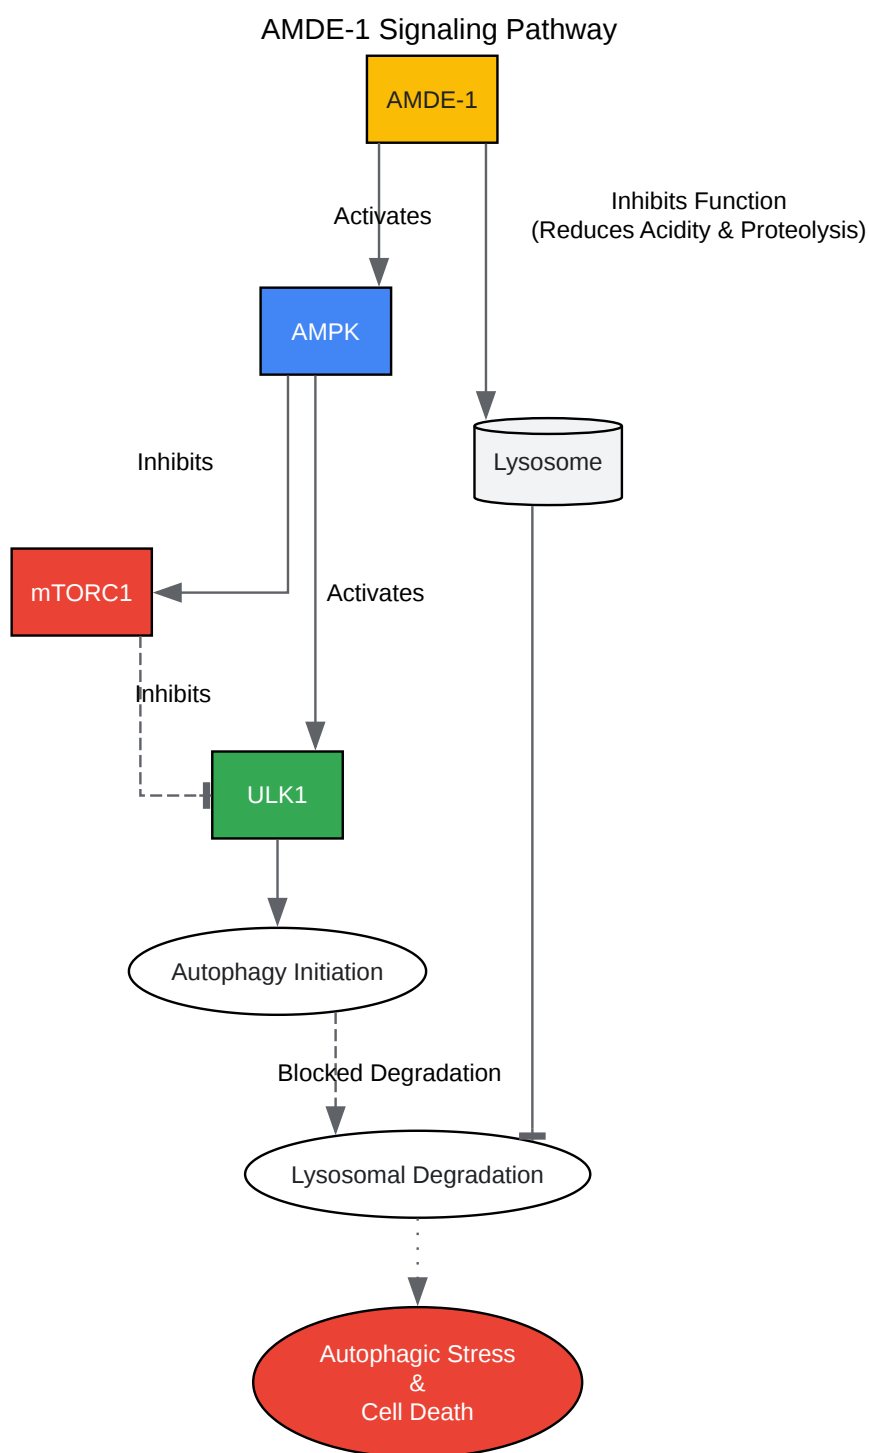 AMDE-1 Signaling Pathway
AMDE-1
Activates
Inhibits Function
(Reduces Acidity & Proteolysis)
AMPK
Inhibits
Lysosome
mTORC1
Activates
Inhibits
ULK1
Autophagy Initiation
Blocked Degradation
Lysosomal Degradation
Autophagic Stress
&
Cell Death